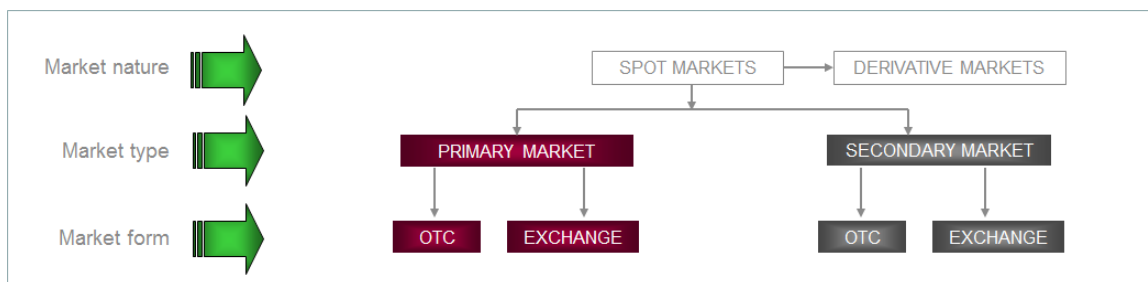 Market nature
SPOT MARKETS
DERIVATIVE MARKETS
Market type
PRIMARY MARKET
SECONDARY MARKET
Market form
OTC
EXCHANGE
OTC
EXCHANGE